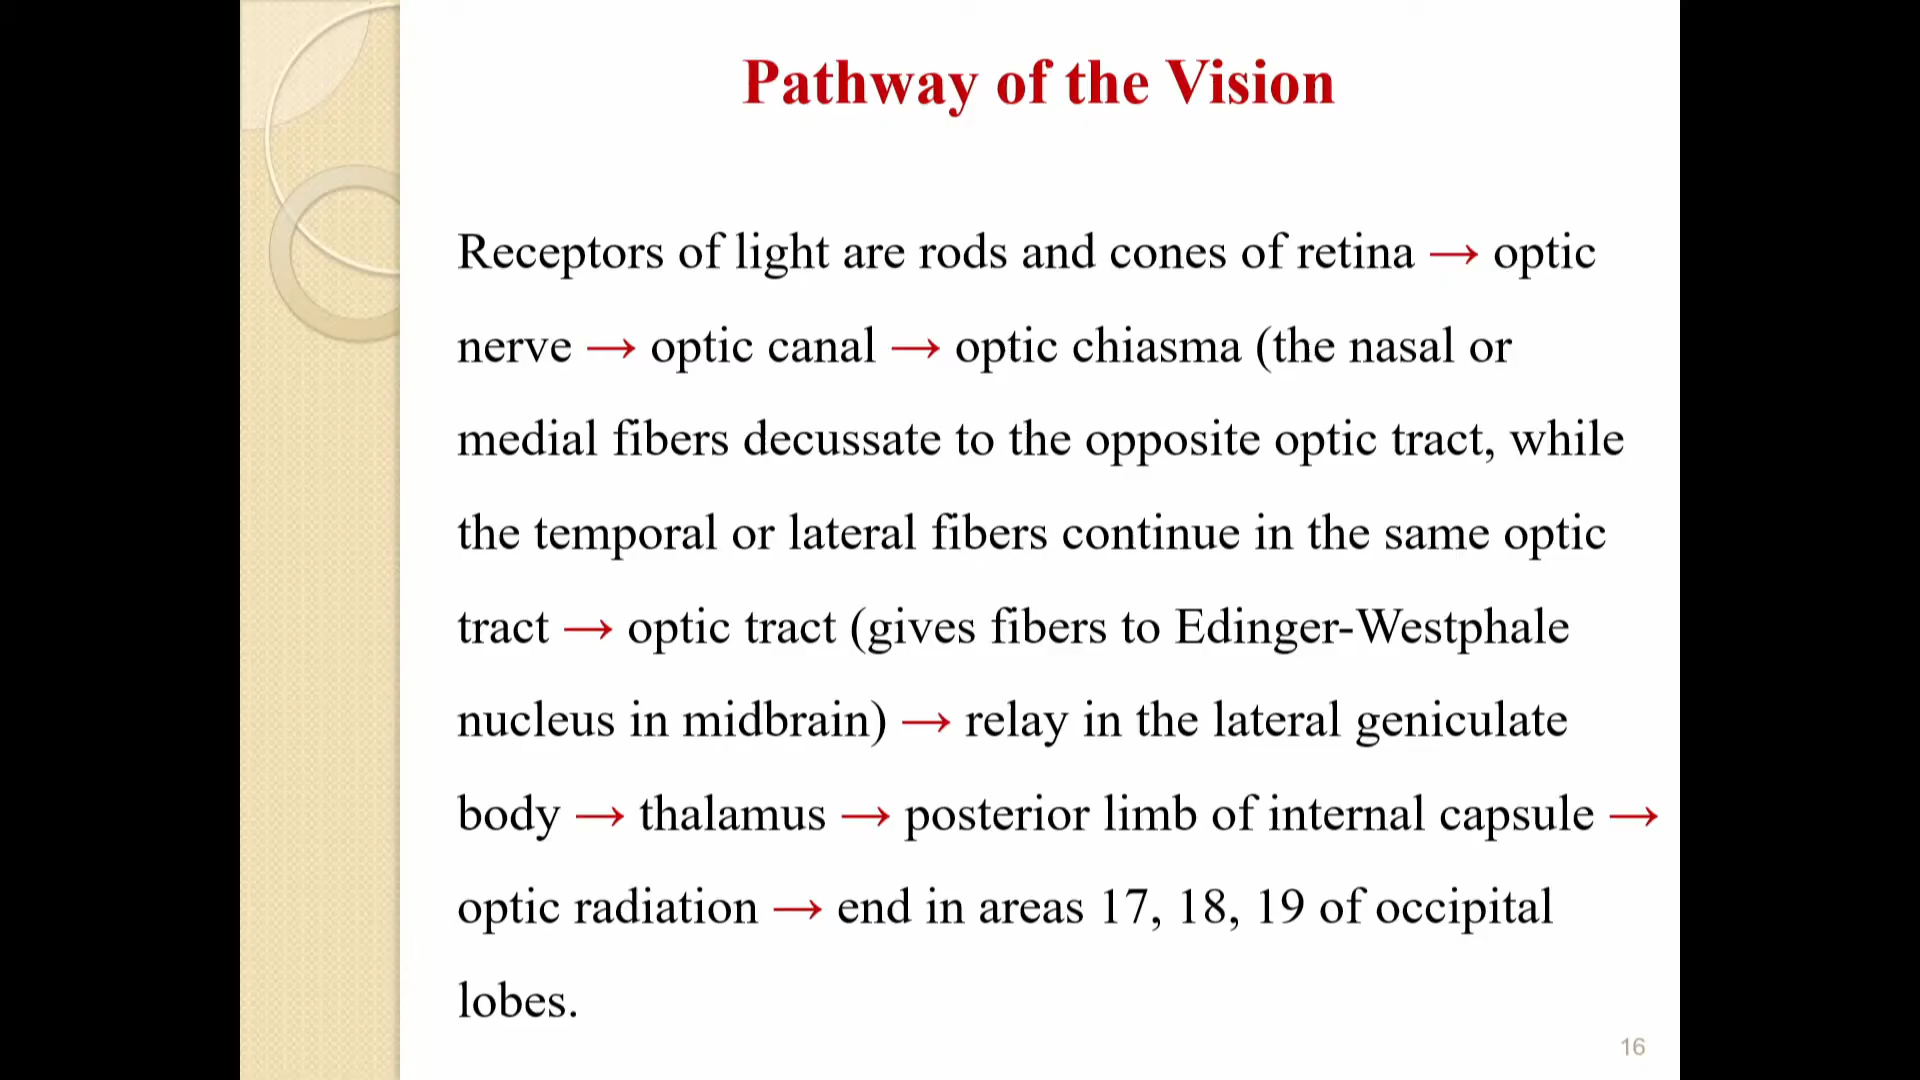 Pathway of the Vision
Receptors of light are rods and cones of retina → optic
nerve → optic canal → optic chiasma (the nasal or
medial fibers decussate to the opposite optic tract, while
the temporal or lateral fibers continue in the same optic
tract → optic tract (gives fibers to Edinger-Westphale
nucleus in midbrain) → relay in the lateral geniculate
body → thalamus → posterior limb of internal capsule →
optic radiation → end in areas 17, 18, 19 of occipital
lobes.
16